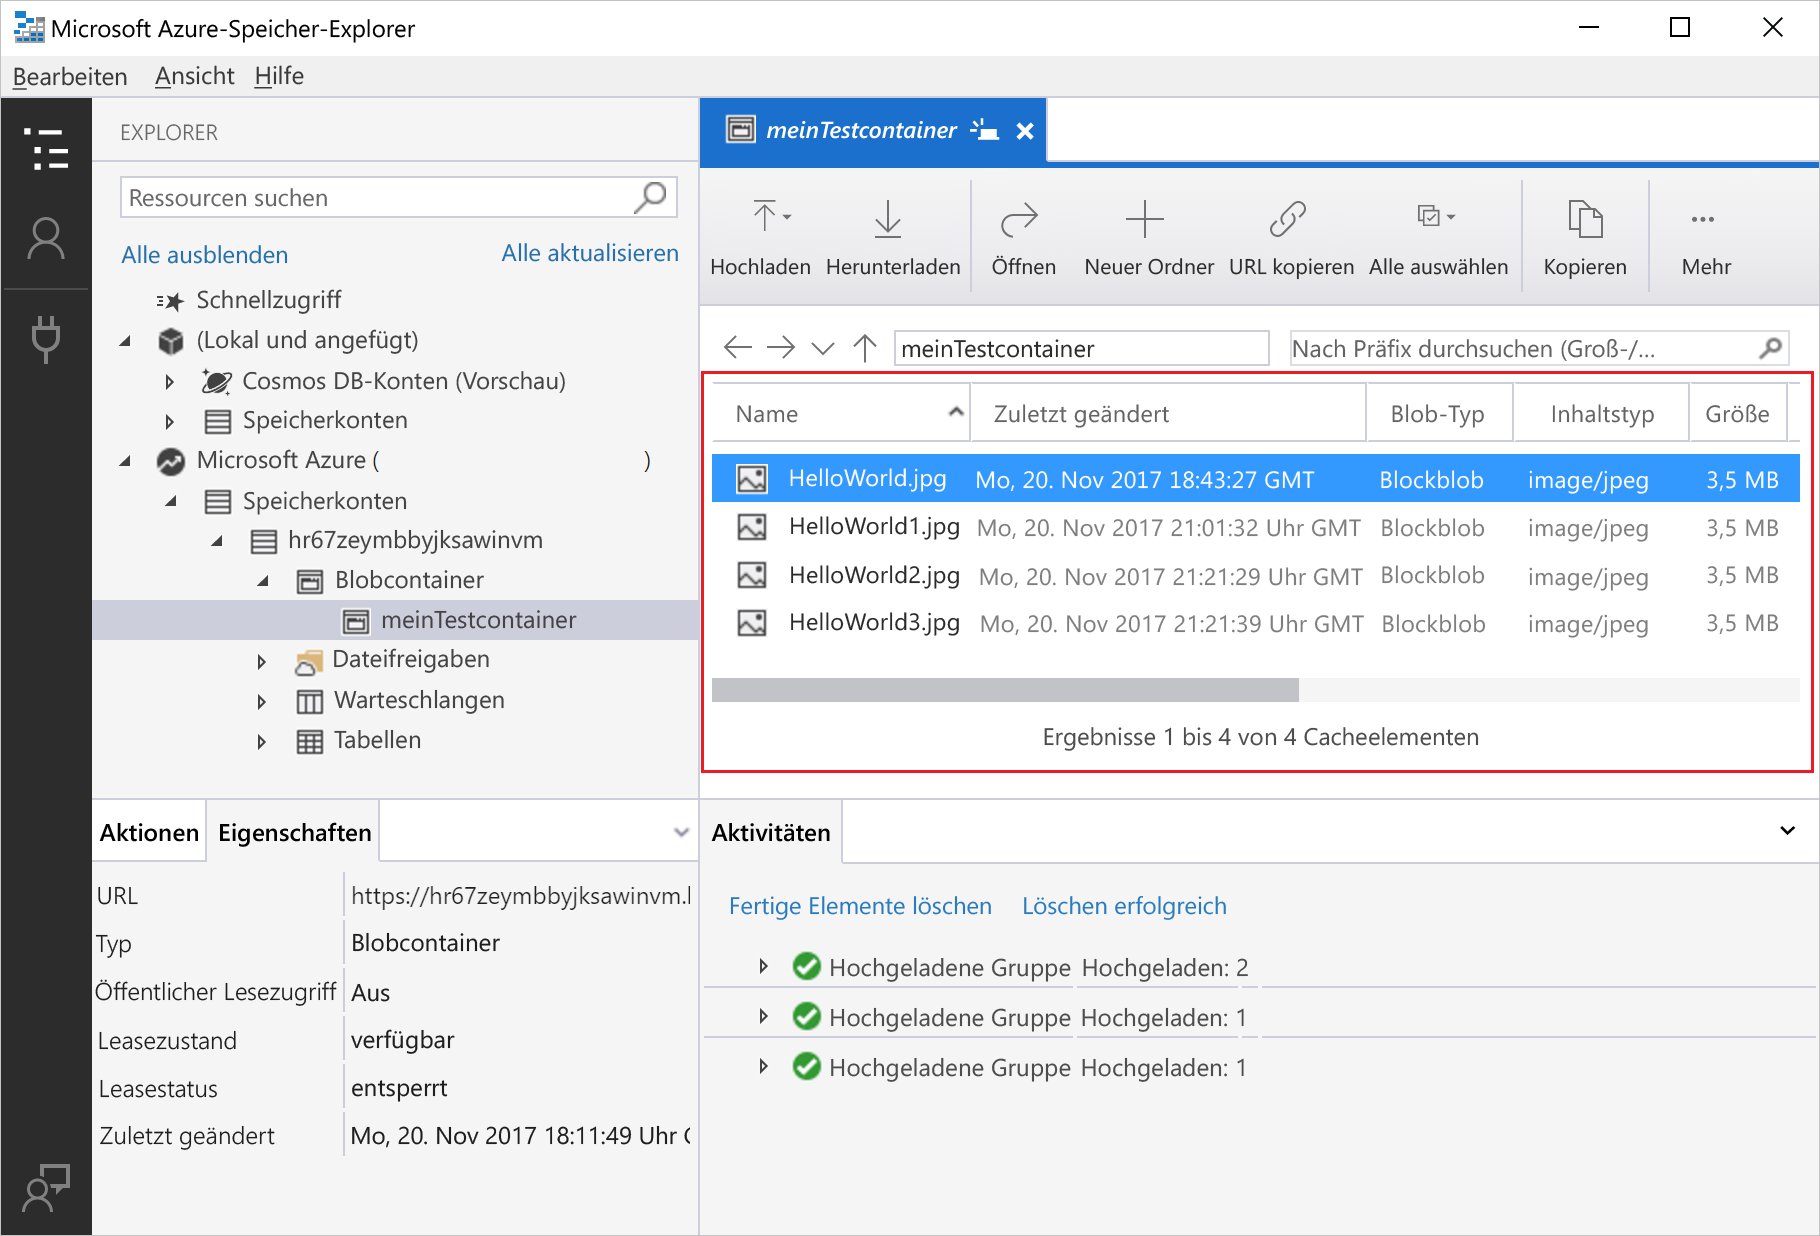 Microsoft Azure-Speicher-Explorer
Bearbeiten Ansicht Hilfe
EXPLORER
Ressourcen suchen
Alle ausblenden Alle aktualisieren
Schnellzugriff
(Lokal und angefügt)
Cosmos DB-Konten (Vorschau)
Speicherkonten
Microsoft Azure ( )
Speicherkonten
hr67zeymbbyjksawinvm
Blobcontainer
meinTestcontainer
Dateifreigaben
Warteschlangen
Tabellen
Aktionen Eigenschaften
URL https://hr67zeymbbyjksawinvm.
Typ Blobcontainer
Öffentlicher Lesezugriff Aus
Leasezustand verfügbar
Leasestatus entsperrt
Zuletzt geändert Mo, 20. Nov 2017 18:11:49 Uhr
meinTestcontainer
Hochladen Herunterladen Öffnen Neuer Ordner URL kopieren Alle auswählen Kopieren Mehr
meinTestcontainer Nach Präfix durchsuchen (Groß-/...
Name Zuletzt geändert Blob-Typ Inhaltstyp Größe
HelloWorld.jpg Mo, 20. Nov 2017 18:43:27 GMT Blockblob image/jpeg 3,5 MB
HelloWorld1.jpg Mo, 20. Nov 2017 21:01:32 Uhr GMT Blockblob image/jpeg 3,5 MB
HelloWorld2.jpg Mo, 20. Nov 2017 21:21:29 Uhr GMT Blockblob image/jpeg 3,5 MB
HelloWorld3.jpg Mo, 20. Nov 2017 21:21:39 Uhr GMT Blockblob image/jpeg 3,5 MB
Ergebnisse 1 bis 4 von 4 Cacheelementen
Aktivitäten
Fertige Elemente löschen Löschen erfolgreich
Hochgeladene Gruppe Hochgeladen: 2
Hochgeladene Gruppe Hochgeladen: 1
Hochgeladene Gruppe Hochgeladen: 1